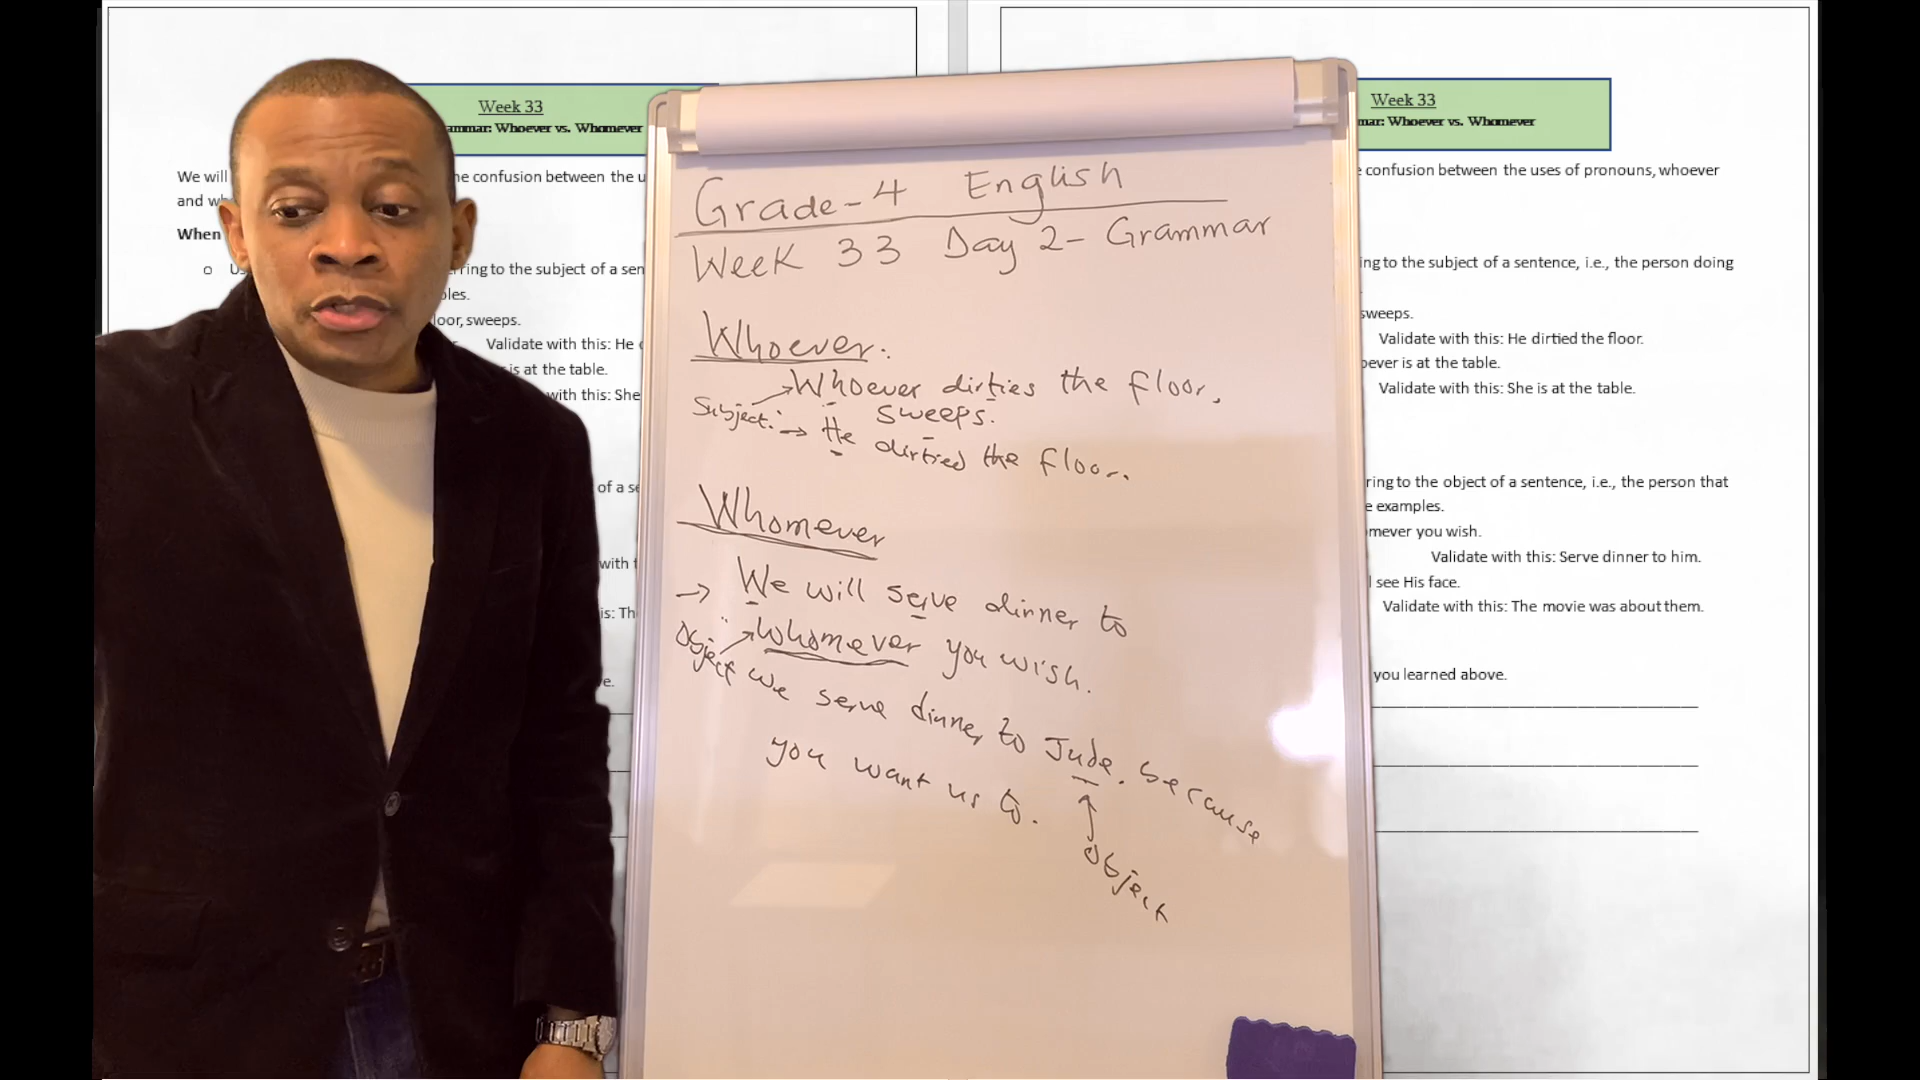 Week 33
ammar: Whoever vs. Whomever
We will
he confusion between the u
and wh
When
rring to the subject of a sen
ples.
loor, sweeps.
Validate with this: He
is at the table.
with this: She
of a se
with t
is: Th
e.
Grade-4 English
Week 33 Day 2- Grammar
Whoever:
Whoever dirties the floor,
Subject: sweeps.
He dirtied the floor.
Whomever
We will serve dinner to
Object whomever you wish.
We serve dinner to Jude. because
you want us to.
Object
Week 33
mar: Whoever vs. Whomever
e confusion between the uses of pronouns, whoever
ing to the subject of a sentence, i.e., the person doing
sweeps.
Validate with this: He dirtied the floor.
oever is at the table.
Validate with this: She is at the table.
ring to the object of a sentence, i.e., the person that
e examples.
mever you wish.
Validate with this: Serve dinner to him.
l see His face.
Validate with this: The movie was about them.
you learned above.